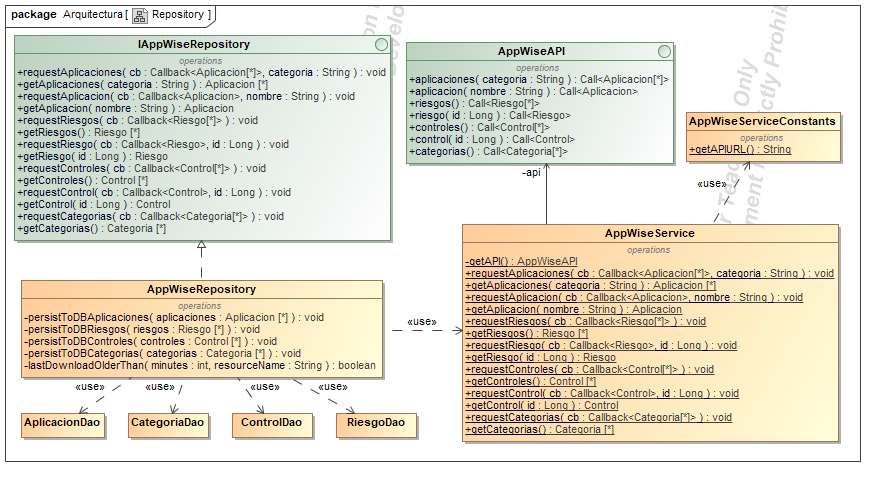 package Arquitectura [ Repository ]
IAppWiseRepository
operations
+requestAplicaciones( cb : Callback<Aplicacion[*]>, categoria : String ) : void
+getAplicaciones( categoria : String ) : Aplicacion [*]
+requestAplicacion( cb : Callback<Aplicacion>, nombre : String ) : void
+getAplicacion( nombre : String ) : Aplicacion
+requestRiesgos( cb : Callback<Riesgo[*]> ) : void
+getRiesgos() : Riesgo [*]
+requestRiesgo( cb : Callback<Riesgo>, id : Long ) : void
+getRiesgo( id : Long ) : Riesgo
+requestControles( cb : Callback<Control[*]> ) : void
+getControles() : Control [*]
+requestControl( cb : Callback<Control>, id : Long ) : void
+getControl( id : Long ) : Control
+requestCategorias( cb : Callback<Categoria[*]> ) : void
+getCategorias() : Categoria [*]
AppWiseAPI
operations
+aplicaciones( categoria : String ) : Call<Aplicacion[*]>
+aplicacion( nombre : String ) : Call<Aplicacion>
+riesgos() : Call<Riesgo[*]>
+riesgo( id : Long ) : Call<Riesgo>
+controles() : Call<Control[*]>
+control( id : Long ) : Call<Control>
+categorias() : Call<Categoria[*]>
AppWiseServiceConstants
operations
+getAPIURL() : String
-api
«use»
AppWiseService
operations
-getAPI() : AppWiseAPI
+requestAplicaciones( cb : Callback<Aplicacion[*]>, categoria : String ) : void
+getAplicaciones( categoria : String ) : Aplicacion [*]
+requestAplicacion( cb : Callback<Aplicacion>, nombre : String ) : void
+getAplicacion( nombre : String ) : Aplicacion
+requestRiesgos( cb : Callback<Riesgo[*]> ) : void
+getRiesgos() : Riesgo [*]
+requestRiesgo( cb : Callback<Riesgo>, id : Long ) : void
+getRiesgo( id : Long ) : Riesgo
+requestControles( cb : Callback<Control[*]> ) : void
+getControles() : Control [*]
+requestControl( cb : Callback<Control>, id : Long ) : void
+getControl( id : Long ) : Control
+requestCategorias( cb : Callback<Categoria[*]> ) : void
+getCategorias() : Categoria [*]
AppWiseRepository
operations
-persistToDBAplicaciones( aplicaciones : Aplicacion [*] ) : void
-persistToDBRiesgos( riesgos : Riesgo [*] ) : void
-persistToDBControles( controles : Control [*] ) : void
-persistToDBCategorias( categorias : Categoria [*] ) : void
-lastDownloadOlderThan( minutes : int, resourceName : String ) : boolean
«use»
«use» «use» «use» «use»
AplicacionDao
CategoriaDao
ControlDao
RiesgoDao